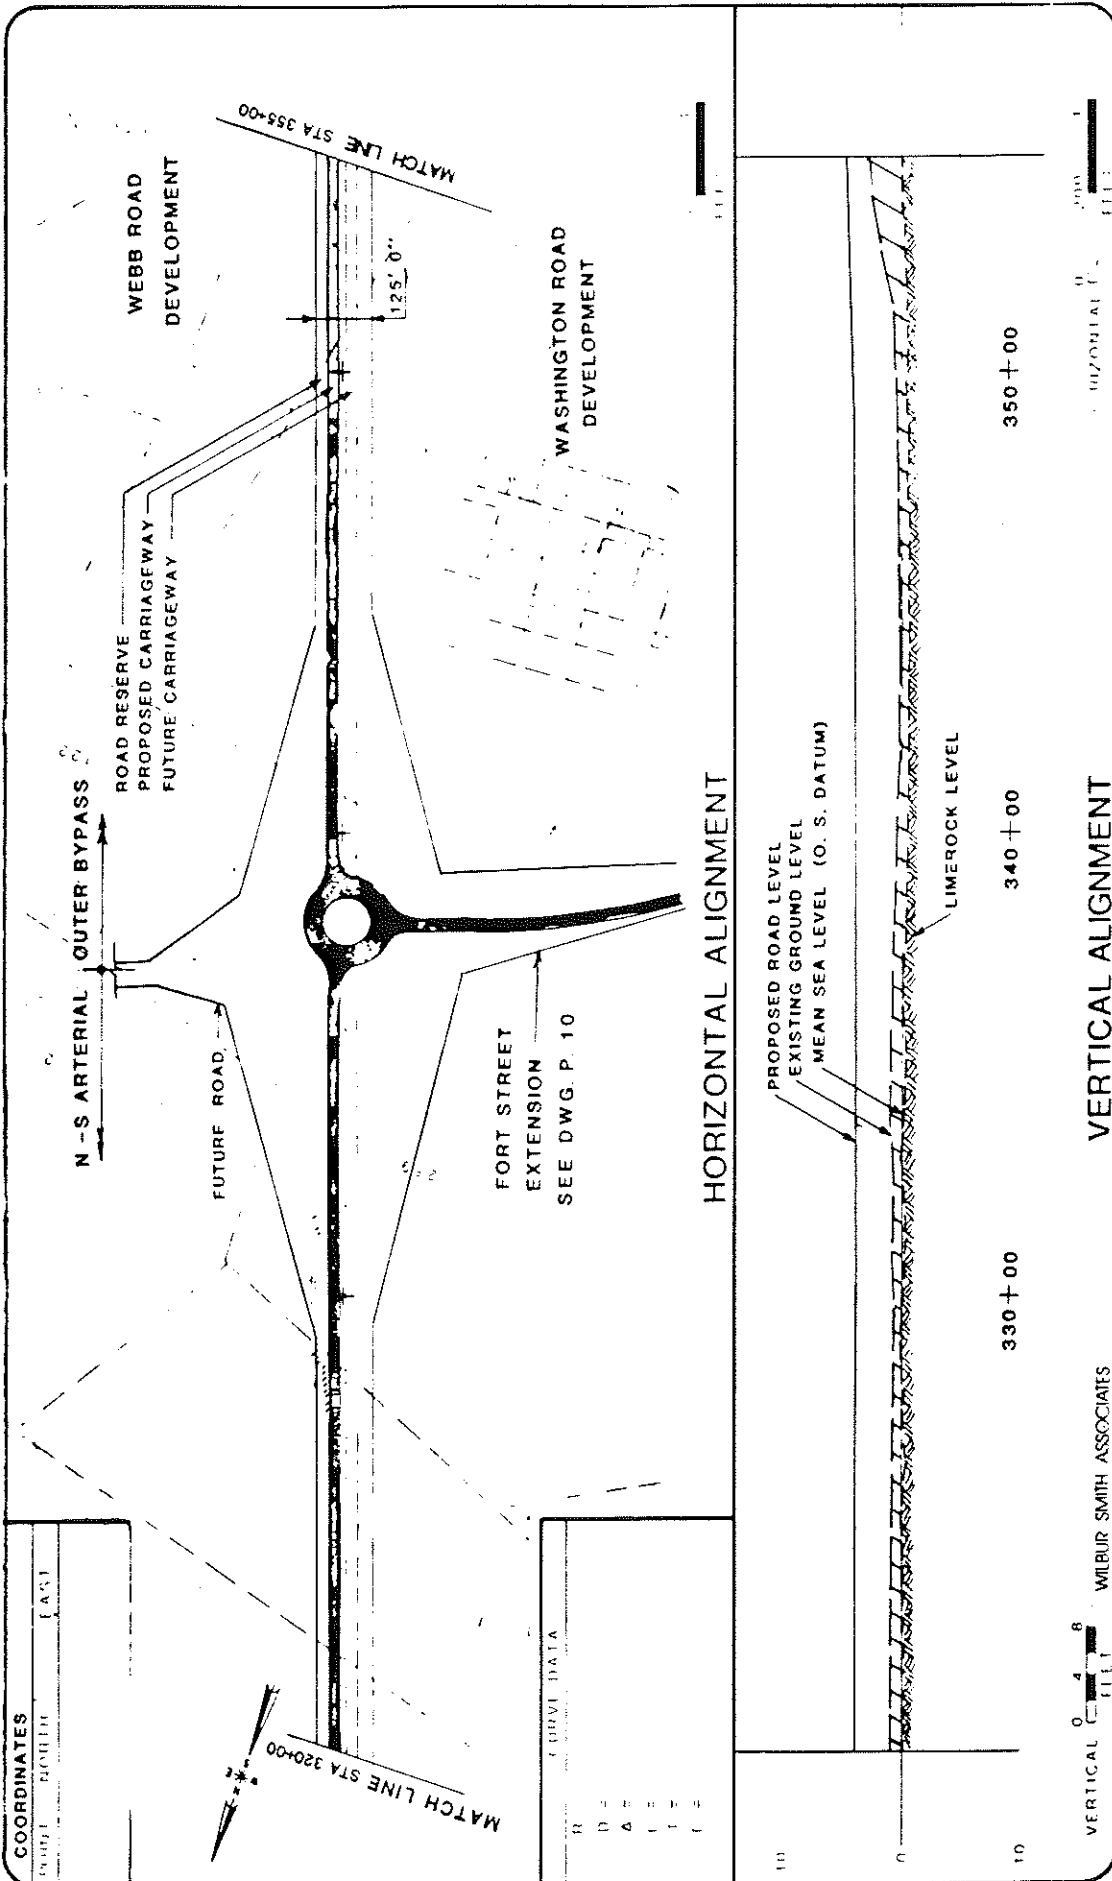 COORDINATES
POINT NORTH EAST
N-S ARTERIAL OUTER BYPASS
WEBB ROAD
DEVELOPMENT
ROAD RESERVE
PROPOSED CARRIAGEWAY
FUTURE CARRIAGEWAY
FUTURE ROAD
MATCH LINE STA 320+00
MATCH LINE STA 355+00
125' 0"
FORT STREET
EXTENSION
SEE DWG. P. 10
WASHINGTON ROAD
DEVELOPMENT
CURVE DATA
R
D =
Δ =
L =
T =
HORIZONTAL ALIGNMENT
PROPOSED ROAD LEVEL
EXISTING GROUND LEVEL
MEAN SEA LEVEL (O. S. DATUM)
LIMEROCK LEVEL
10
0
10
330+00
340+00
350+00
VERTICAL 0 4 8
FEET
WILBUR SMITH ASSOCIATES
VERTICAL ALIGNMENT